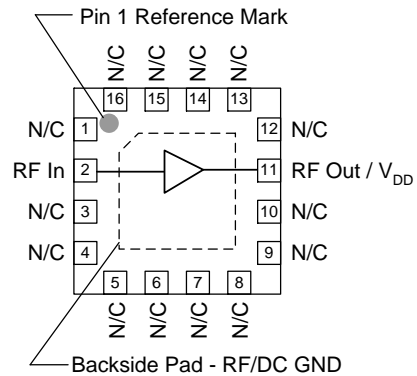 Pin 1 Reference Mark
N/C N/C N/C N/C
16 15 14 13
N/C 1 12 N/C
RF In 2 11 RF Out / VDD
N/C 3 10 N/C
N/C 4 9 N/C
5 6 7 8
N/C N/C N/C N/C
Backside Pad - RF/DC GND